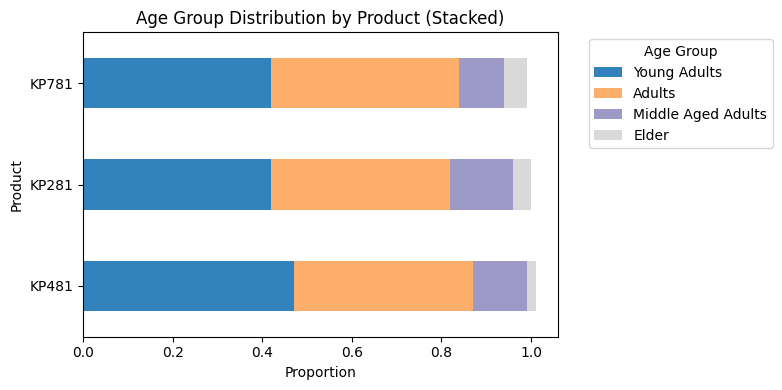 Age Group Distribution by Product (Stacked)
Age Group
Young Adults
Adults
Middle Aged Adults
Elder
Product
KP781
KP281
KP481
0.0 0.2 0.4 0.6 0.8 1.0
Proportion